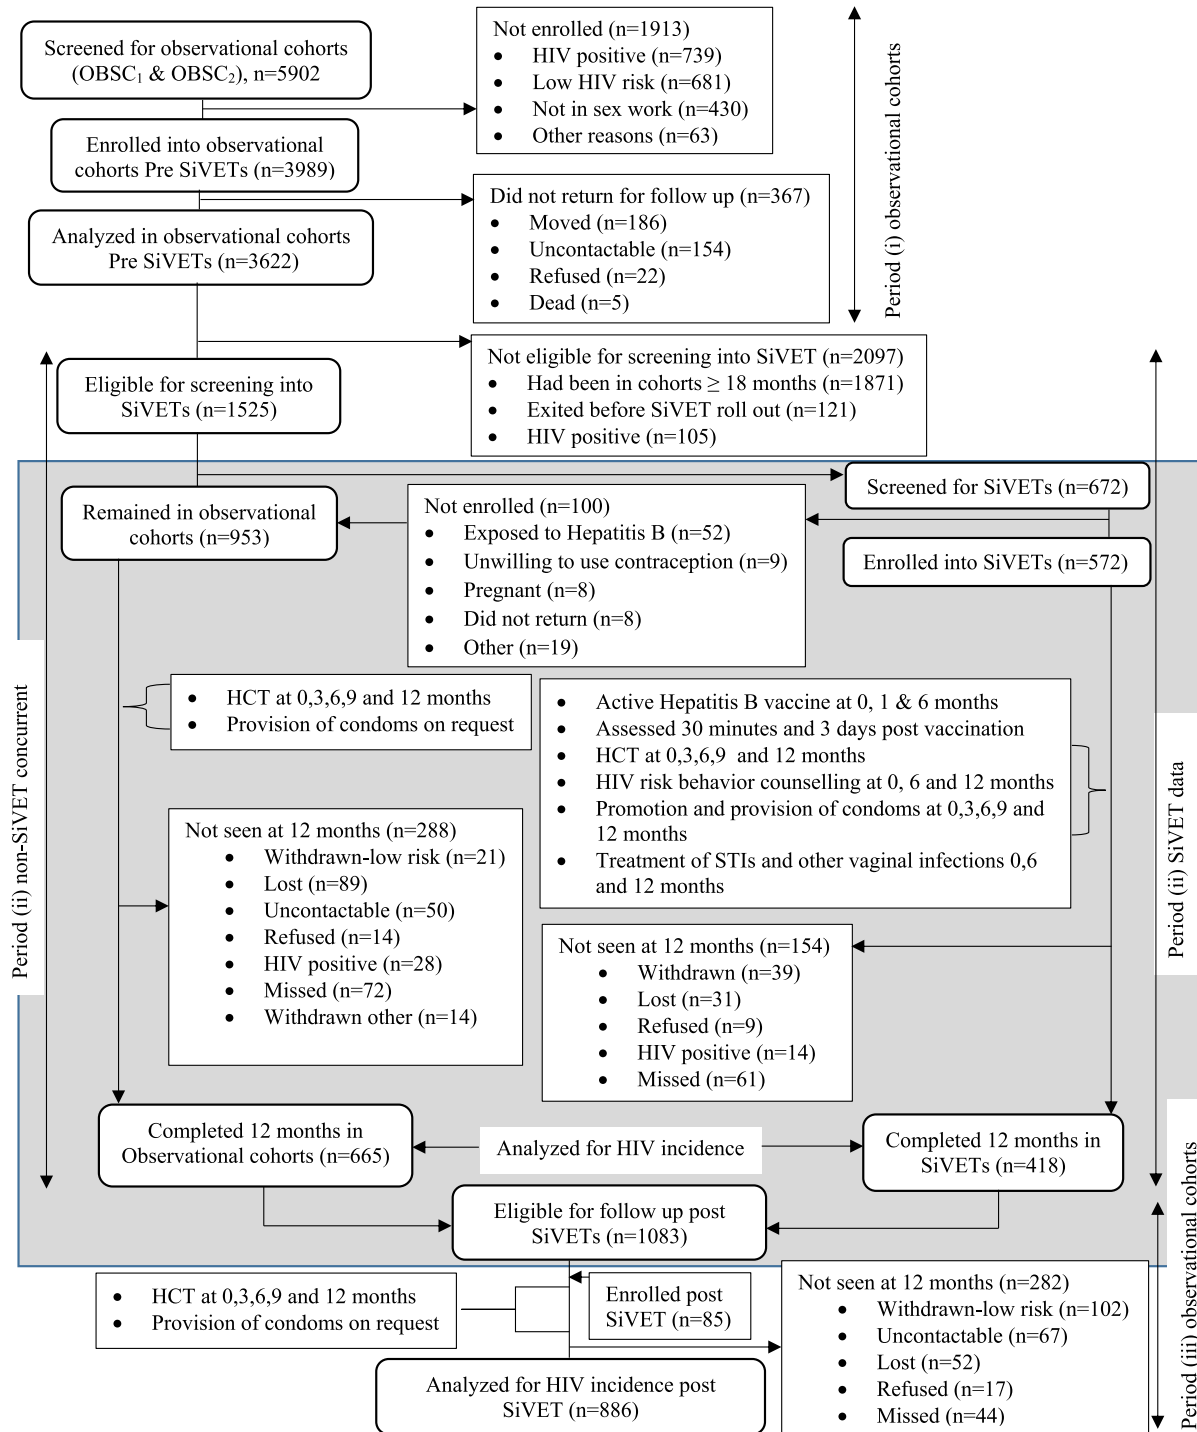 Screened for observational cohorts
(OBSC₁ & OBSC₂), n=5902
Not enrolled (n=1913)
• HIV positive (n=739)
• Low HIV risk (n=681)
• Not in sex work (n=430)
• Other reasons (n=63)
Period (i) observational cohorts
Enrolled into observational
cohorts Pre SiVETs (n=3989)
Did not return for follow up (n=367)
• Moved (n=186)
• Uncontactable (n=154)
• Refused (n=22)
• Dead (n=5)
Analyzed in observational cohorts
Pre SiVETs (n=3622)
Not eligible for screening into SiVET (n=2097)
• Had been in cohorts ≥ 18 months (n=1871)
• Exited before SiVET roll out (n=121)
• HIV positive (n=105)
Eligible for screening into
SiVETs (n=1525)
Screened for SiVETs (n=672)
Remained in observational
cohorts (n=953)
Not enrolled (n=100)
• Exposed to Hepatitis B (n=52)
• Unwilling to use contraception (n=9)
• Pregnant (n=8)
• Did not return (n=8)
• Other (n=19)
Enrolled into SiVETs (n=572)
Period (ii) non-SiVET concurrent
• HCT at 0,3,6,9 and 12 months
• Provision of condoms on request
• Active Hepatitis B vaccine at 0, 1 & 6 months
• Assessed 30 minutes and 3 days post vaccination
• HCT at 0,3,6,9 and 12 months
• HIV risk behavior counselling at 0, 6 and 12 months
• Promotion and provision of condoms at 0,3,6,9 and
12 months
• Treatment of STIs and other vaginal infections 0,6
and 12 months
Period (ii) SiVET data
Not seen at 12 months (n=288)
• Withdrawn-low risk (n=21)
• Lost (n=89)
• Uncontactable (n=50)
• Refused (n=14)
• HIV positive (n=28)
• Missed (n=72)
• Withdrawn other (n=14)
Not seen at 12 months (n=154)
• Withdrawn (n=39)
• Lost (n=31)
• Refused (n=9)
• HIV positive (n=14)
• Missed (n=61)
Completed 12 months in
Observational cohorts (n=665)
Analyzed for HIV incidence
Completed 12 months in
SiVETs (n=418)
Eligible for follow up post
SiVETs (n=1083)
Period (iii) observational cohorts
• HCT at 0,3,6,9 and 12 months
• Provision of condoms on request
Enrolled post
SiVET (n=85)
Not seen at 12 months (n=282)
• Withdrawn-low risk (n=102)
• Uncontactable (n=67)
• Lost (n=52)
• Refused (n=17)
• Missed (n=44)
Analyzed for HIV incidence post
SiVET (n=886)